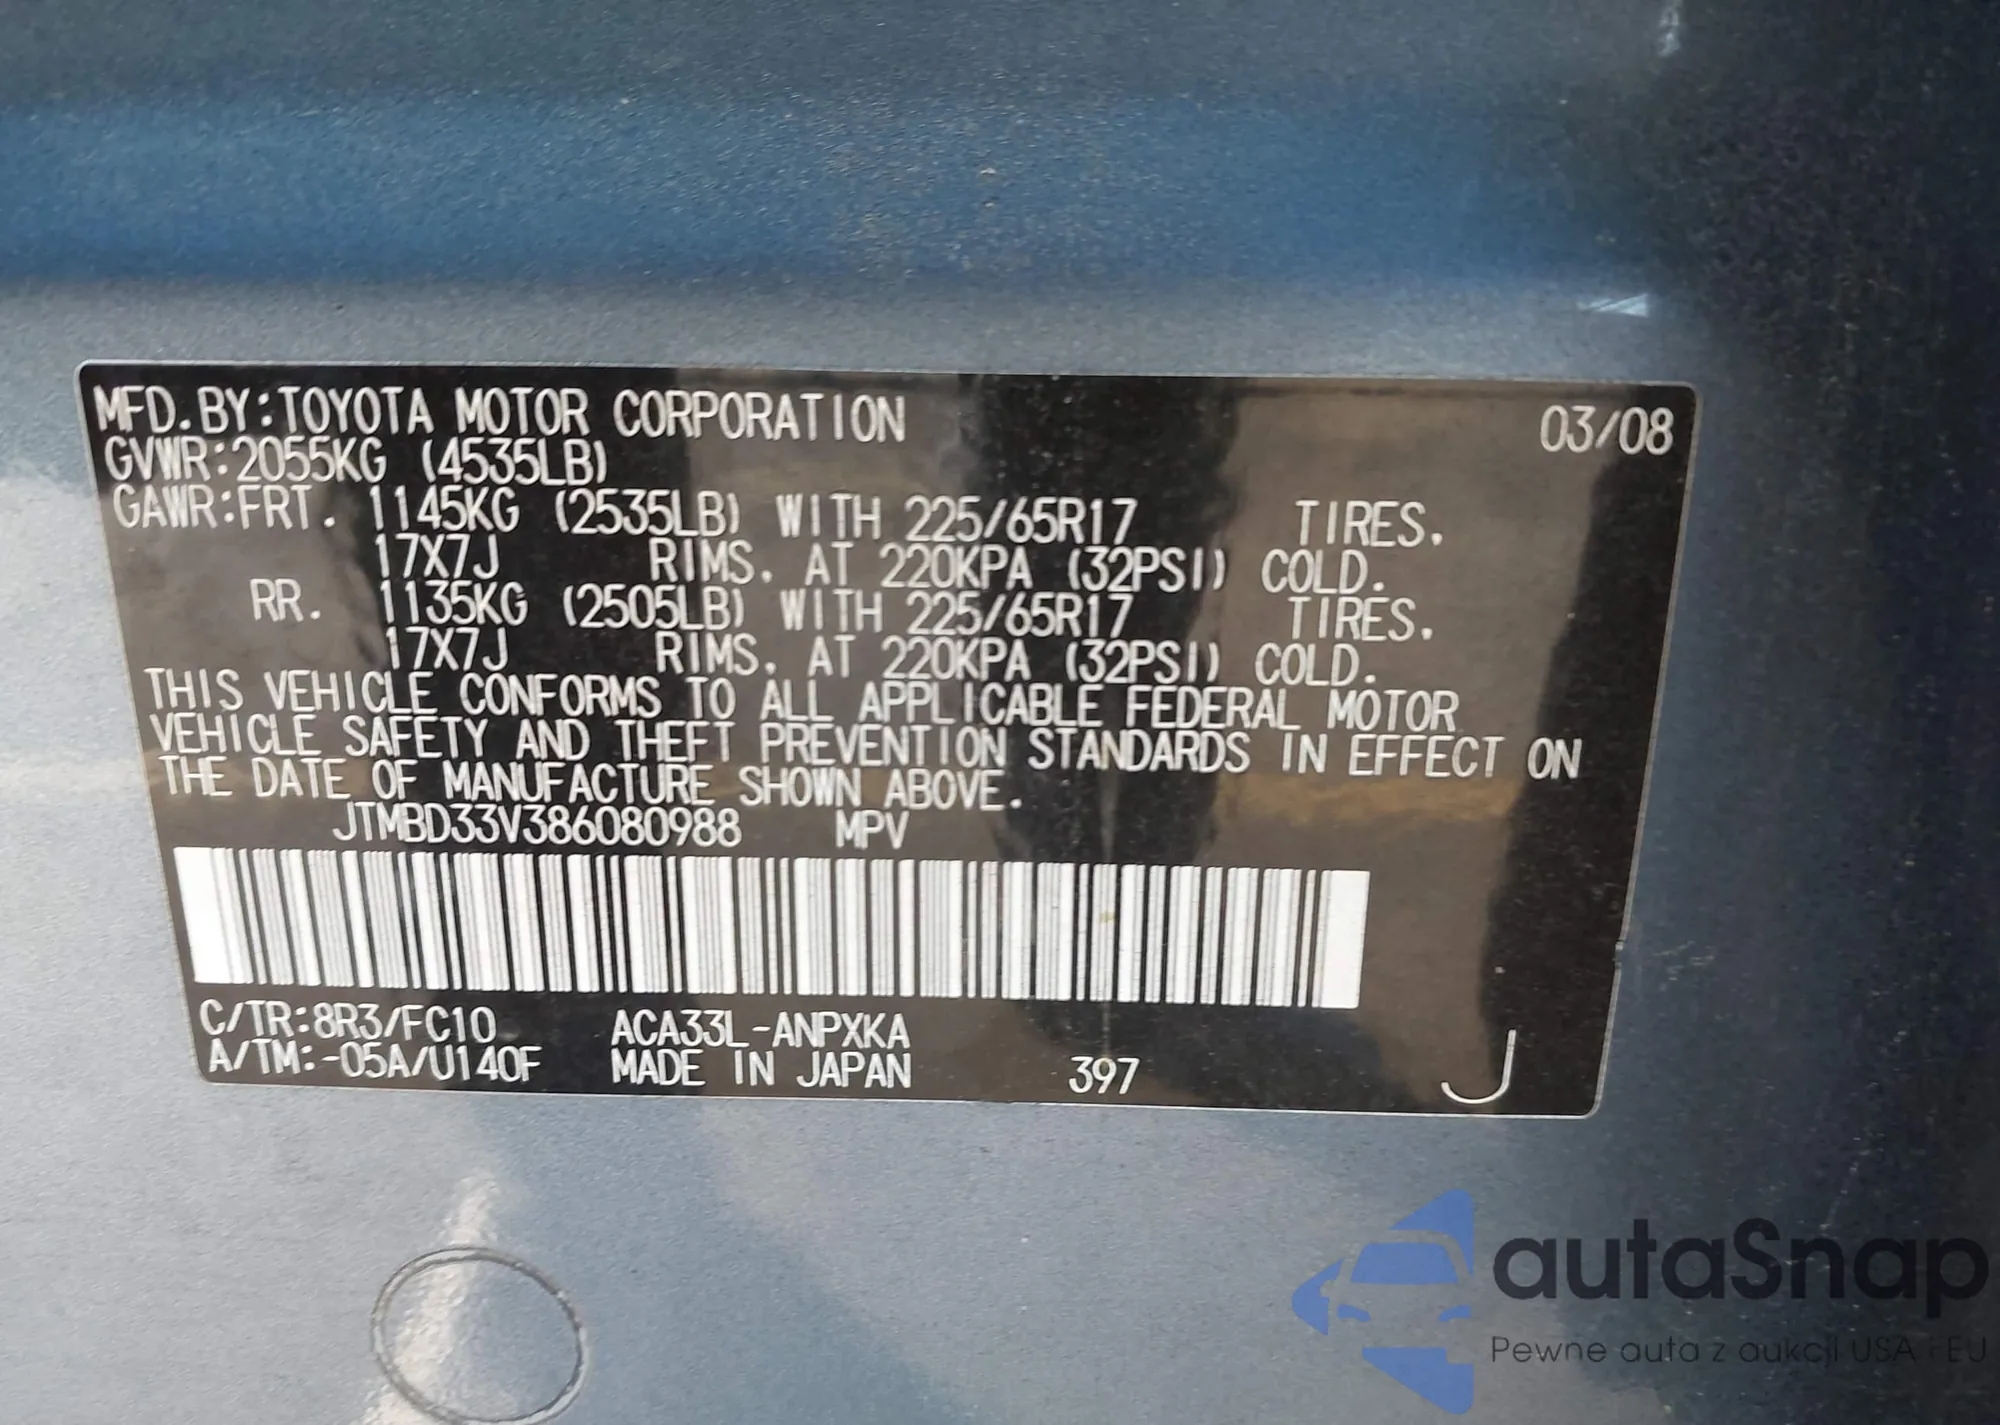 MFD.BY:TOYOTA MOTOR CORPORATION 03/08
GVWR:2055KG (4535LB)
GAWR:FRT. 1145KG (2535LB) WITH 225/65R17 TIRES.
17X7J RIMS. AT 220KPA (32PSI) COLD.
RR. 1135KG (2505LB) WITH 225/65R17 TIRES.
17X7J RIMS. AT 220KPA (32PSI) COLD.
THIS VEHICLE CONFORMS TO ALL APPLICABLE FEDERAL MOTOR
VEHICLE SAFETY AND THEFT PREVENTION STANDARDS IN EFFECT ON
THE DATE OF MANUFACTURE SHOWN ABOVE.
JTMBD33V386080988 MPV
C/TR:8R3/FC10 ACA33L-ANPXKA
A/TM:-05A/U140F MADE IN JAPAN 397 J
autaSnap
Pewne auta z aukcji USA i EU